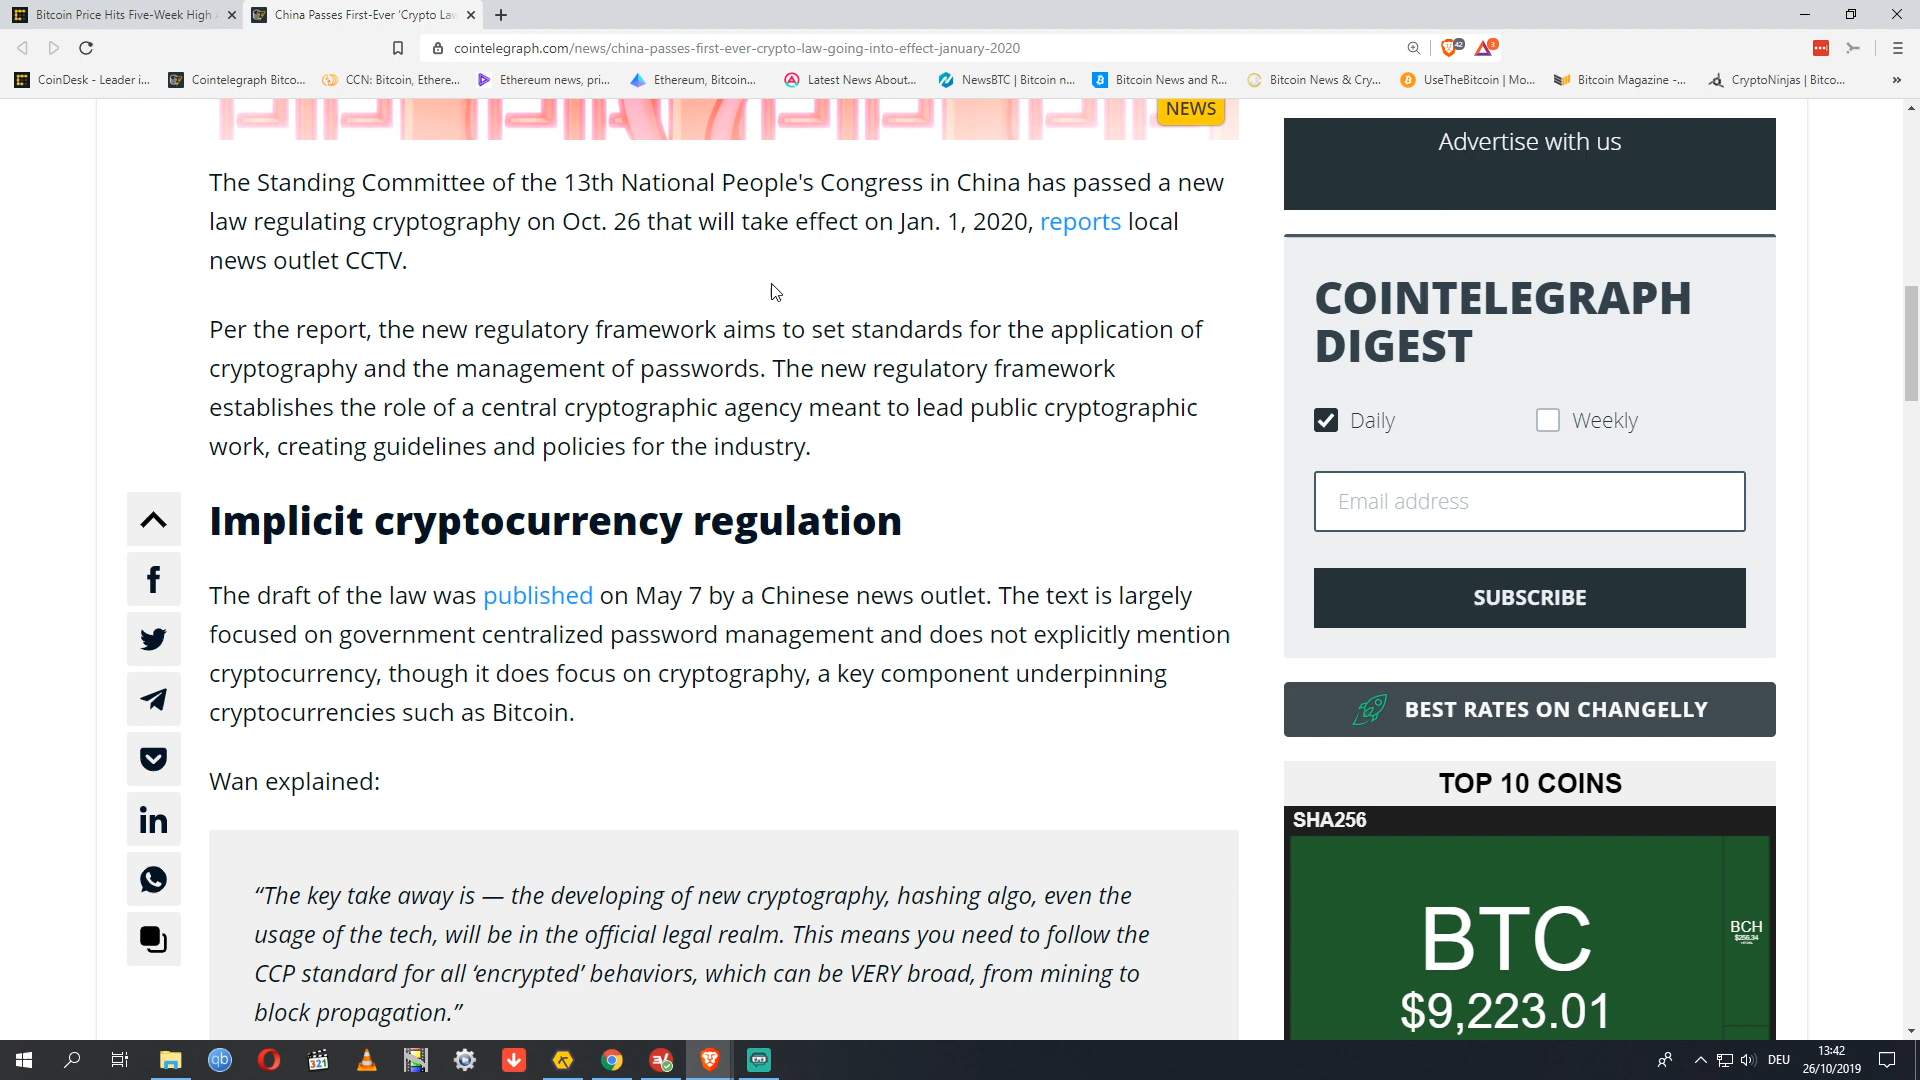 Bitcoin Price Hits Five-Week High
China Passes First-Ever 'Crypto La
cointelegraph.com/news/china-passes-first-ever-crypto-law-going-into-effect-january-2020
42
3
CoinDesk - Leader i...
Cointelegraph Bitco...
CCN: Bitcoin, Ethere...
Ethereum news, pri...
Ethereum, Bitcoin...
Latest News About...
NewsBTC | Bitcoin n...
Bitcoin News and R...
Bitcoin News & Cry...
UseTheBitcoin | Mo...
Bitcoin Magazine -...
CryptoNinjas | Bitco...
»
NEWS
The Standing Committee of the 13th National People's Congress in China has passed a new
law regulating cryptography on Oct. 26 that will take effect on Jan. 1, 2020, reports local
news outlet CCTV.
Per the report, the new regulatory framework aims to set standards for the application of
cryptography and the management of passwords. The new regulatory framework
establishes the role of a central cryptographic agency meant to lead public cryptographic
work, creating guidelines and policies for the industry.
Implicit cryptocurrency regulation
The draft of the law was published on May 7 by a Chinese news outlet. The text is largely
focused on government centralized password management and does not explicitly mention
cryptocurrency, though it does focus on cryptography, a key component underpinning
cryptocurrencies such as Bitcoin.
Wan explained:
“The key take away is — the developing of new cryptography, hashing algo, even the
usage of the tech, will be in the official legal realm. This means you need to follow the
CCP standard for all ‘encrypted’ behaviors, which can be VERY broad, from mining to
block propagation.”
Advertise with us
COINTELEGRAPH
DIGEST
Daily
Weekly
Email address
SUBSCRIBE
BEST RATES ON CHANGELLY
TOP 10 COINS
SHA256
BTC
$9,223.01
BCH
$256.34
qb
321
DEU
13:42
26/10/2019